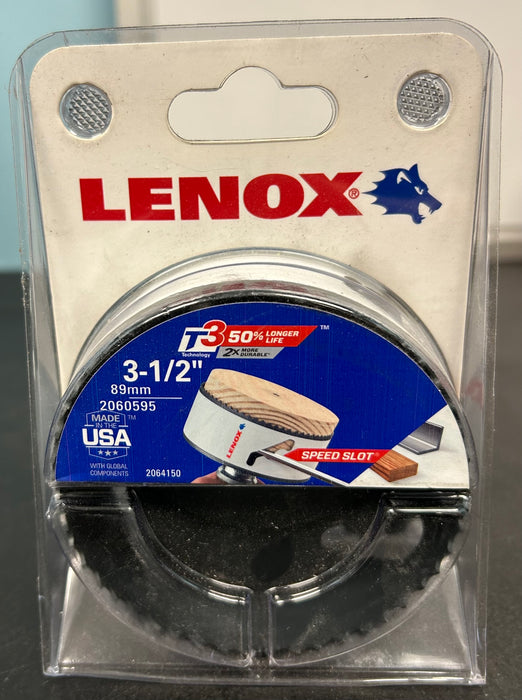 LENOX®
T3 50% LONGER LIFE ™
Technology 2X MORE DURABLE*
3-1/2"
89mm
2060595
MADE IN THE USA ™
WITH GLOBAL COMPONENTS
2064150
LENOX
SPEED SLOT®